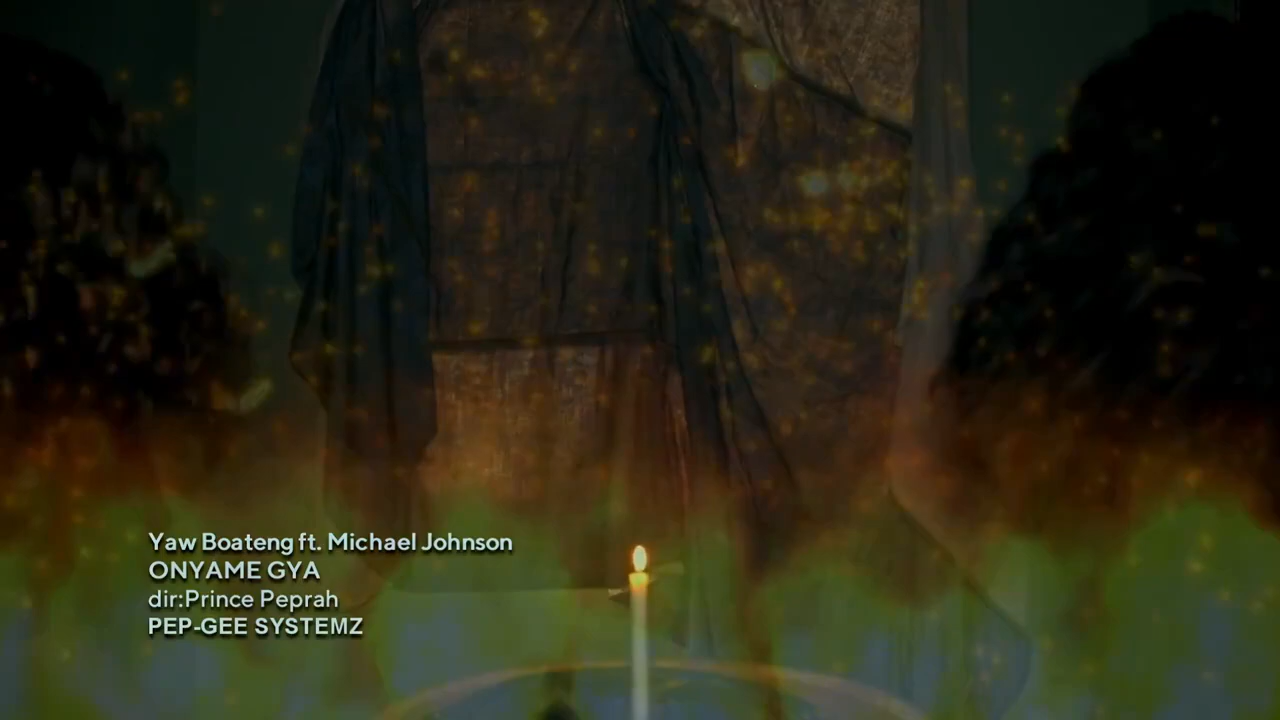 Yaw Boateng ft. Michael Johnson
ONYAME GYA
dir:Prince Peprah
PEP-GEE SYSTEMZ